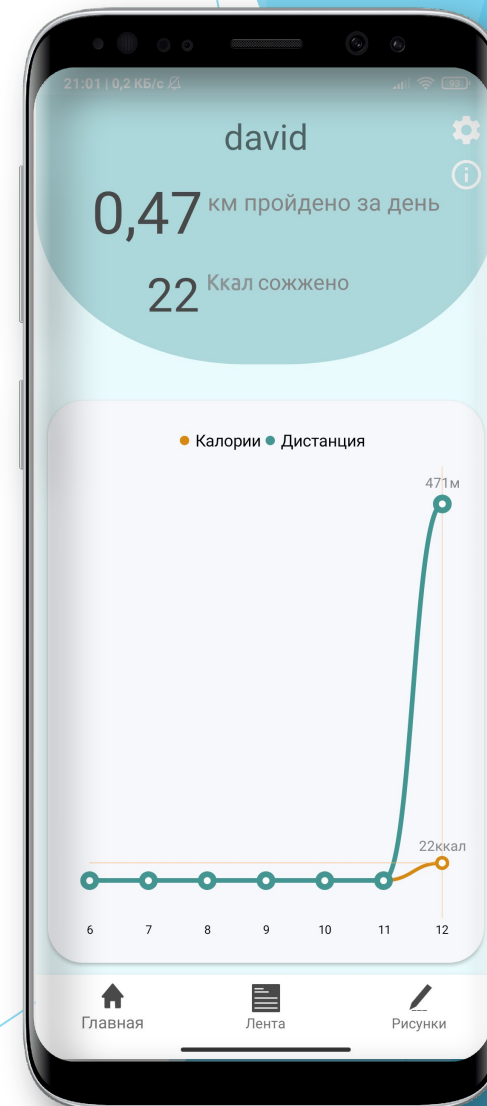 21:01 | 0,2 КБ/с
93
david
0,47 км пройдено за день
22 Ккал сожжено
Калории Дистанция
471м
22ккал
6 7 8 9 10 11 12
Главная Лента Рисунки